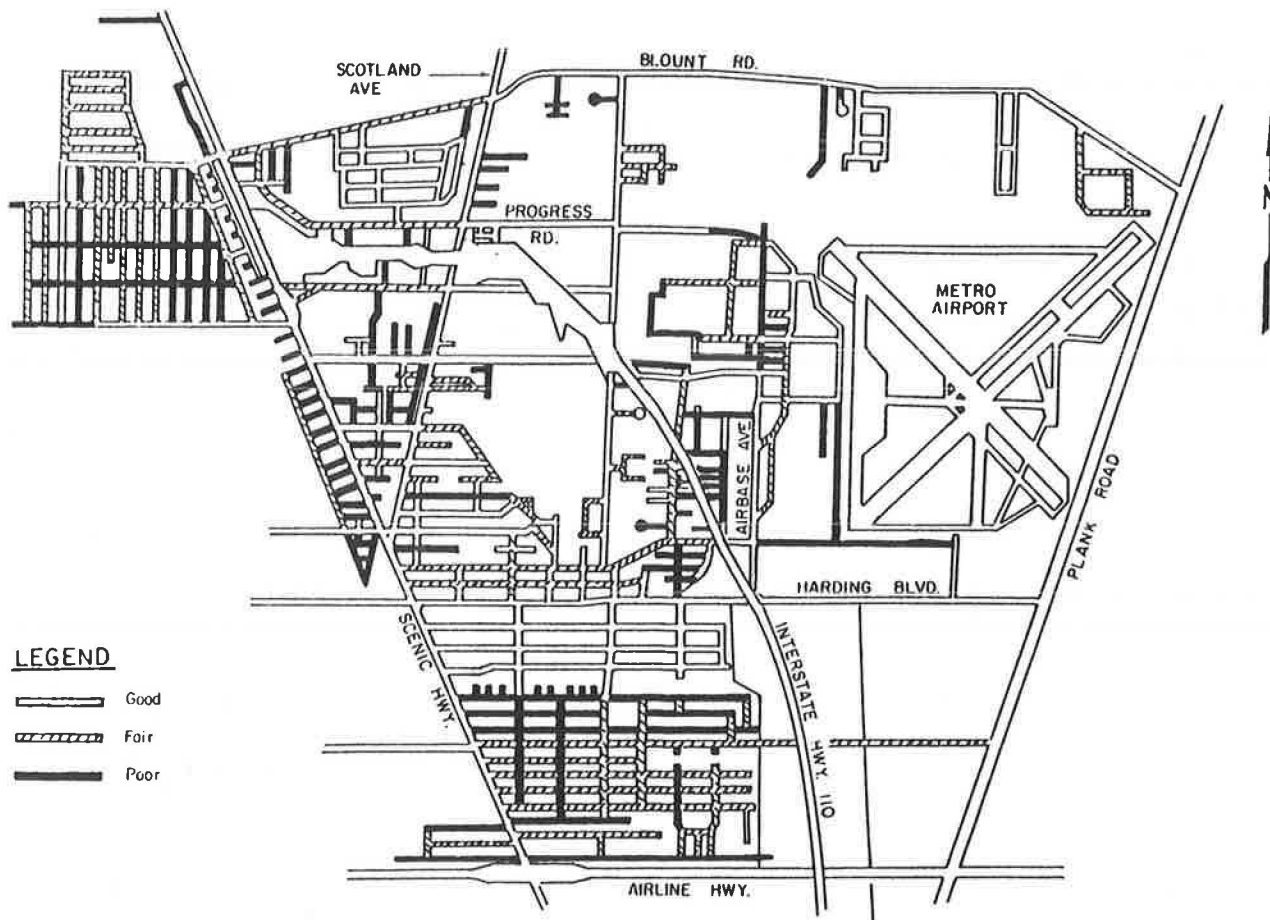 SCOTLAND
AVE
BLOUNT RD.
N
PROGRESS
RD.
METRO
AIRPORT
AIRBASE AVE
PLANK ROAD
HARDING BLVD.
SCENIC HWY.
INTERSTATE HWY. 110
LEGEND
Good
Fair
Poor
AIRLINE HWY.